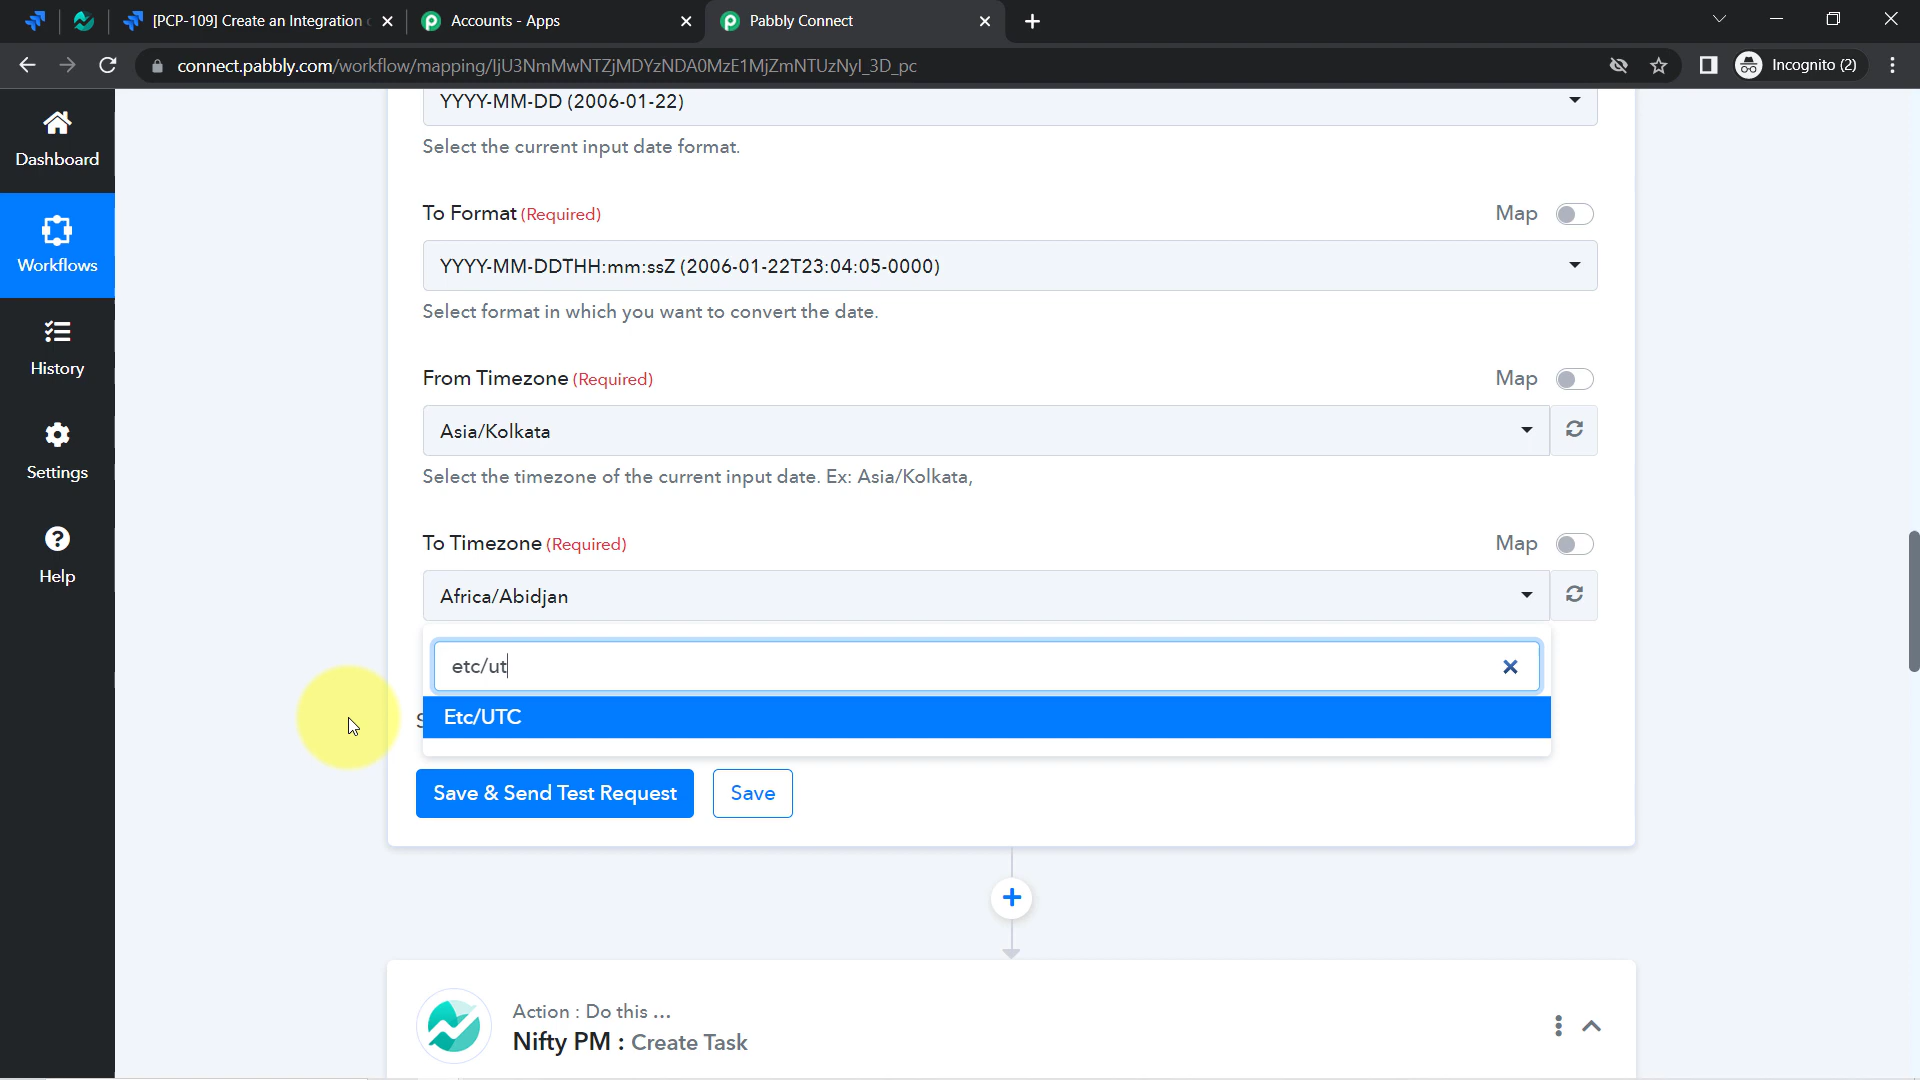 [PCP-109] Create an Integration
Accounts - Apps
Pabbly Connect
connect.pabbly.com/workflow/mapping/IjU3NmMwNTZjMDYzNDA0MzE1MjZmNTUzNyI_3D_pc
Incognito (2)
Dashboard
Workflows
History
Settings
Help
YYYY-MM-DD (2006-01-22)
Select the current input date format.
To Format (Required)
Map
YYYY-MM-DDTHH:mm:ssZ (2006-01-22T23:04:05-0000)
Select format in which you want to convert the date.
From Timezone (Required)
Map
Asia/Kolkata
Select the timezone of the current input date. Ex: Asia/Kolkata,
To Timezone (Required)
Map
Africa/Abidjan
etc/ut
Etc/UTC
Save & Send Test Request
Save
Action : Do this ...
Nifty PM : Create Task